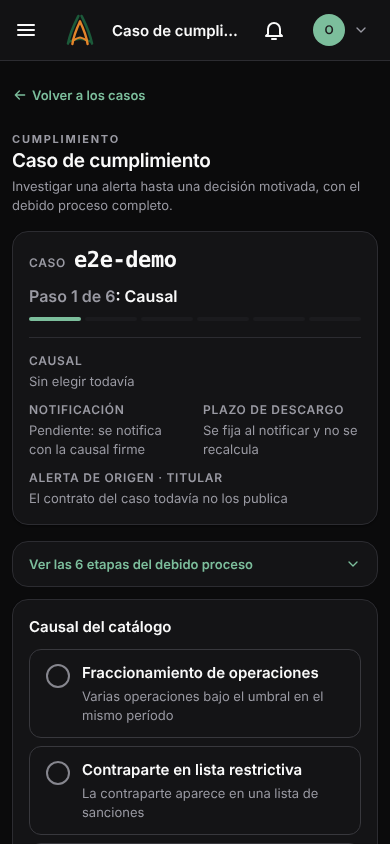 Caso de cumpli...
O
← Volver a los casos
CUMPLIMIENTO
Caso de cumplimiento
Investigar una alerta hasta una decisión motivada, con el
debido proceso completo.
CASO e2e-demo
Paso 1 de 6: Causal
CAUSAL
Sin elegir todavía
NOTIFICACIÓN
Pendiente: se notifica
con la causal firme
PLAZO DE DESCARGO
Se fija al notificar y no se
recalcula
ALERTA DE ORIGEN · TITULAR
El contrato del caso todavía no los publica
Ver las 6 etapas del debido proceso
Causal del catálogo
Fraccionamiento de operaciones
Varias operaciones bajo el umbral en el
mismo período
Contraparte en lista restrictiva
La contraparte aparece en una lista de
sanciones